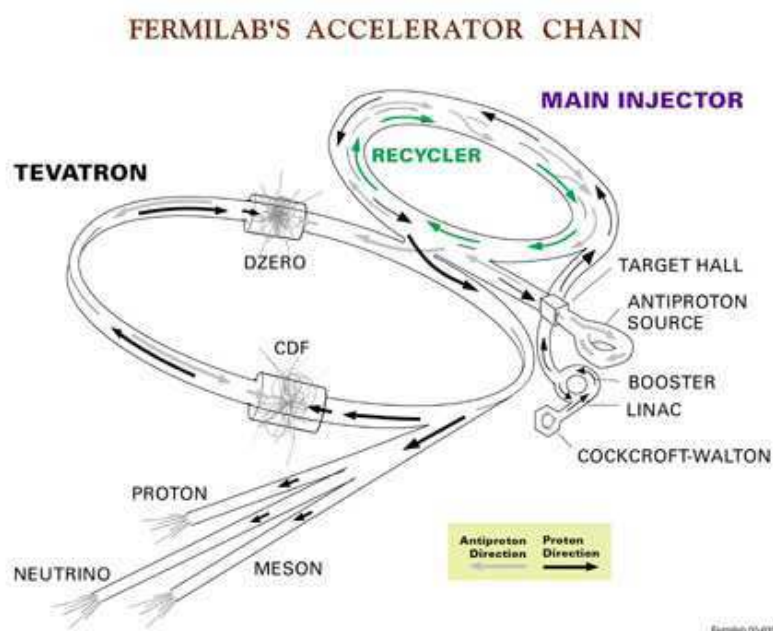 FERMILAB'S ACCELERATOR CHAIN
MAIN INJECTOR
RECYCLER
TEVATRON
DZERO
TARGET HALL
ANTIPROTON
SOURCE
CDF
BOOSTER
LINAC
COCKCROFT-WALTON
PROTON
NEUTRINO
MESON
Antiproton Proton
Direction Direction